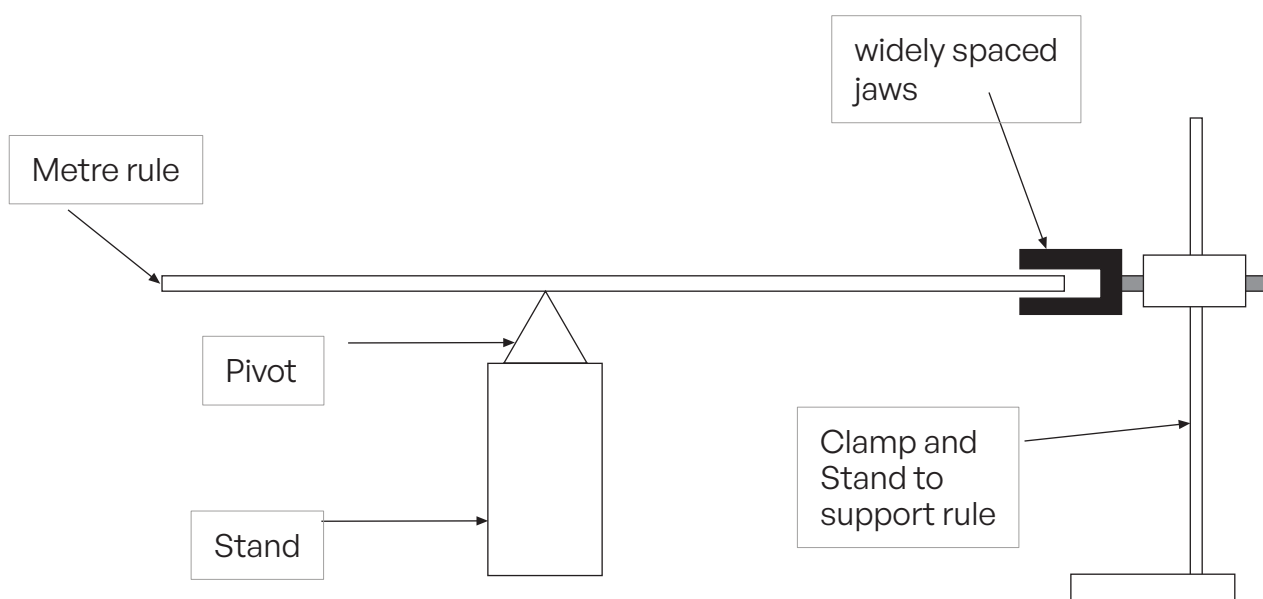 widely spaced
jaws
Metre rule
Pivot
Clamp and
Stand to
support rule
Stand